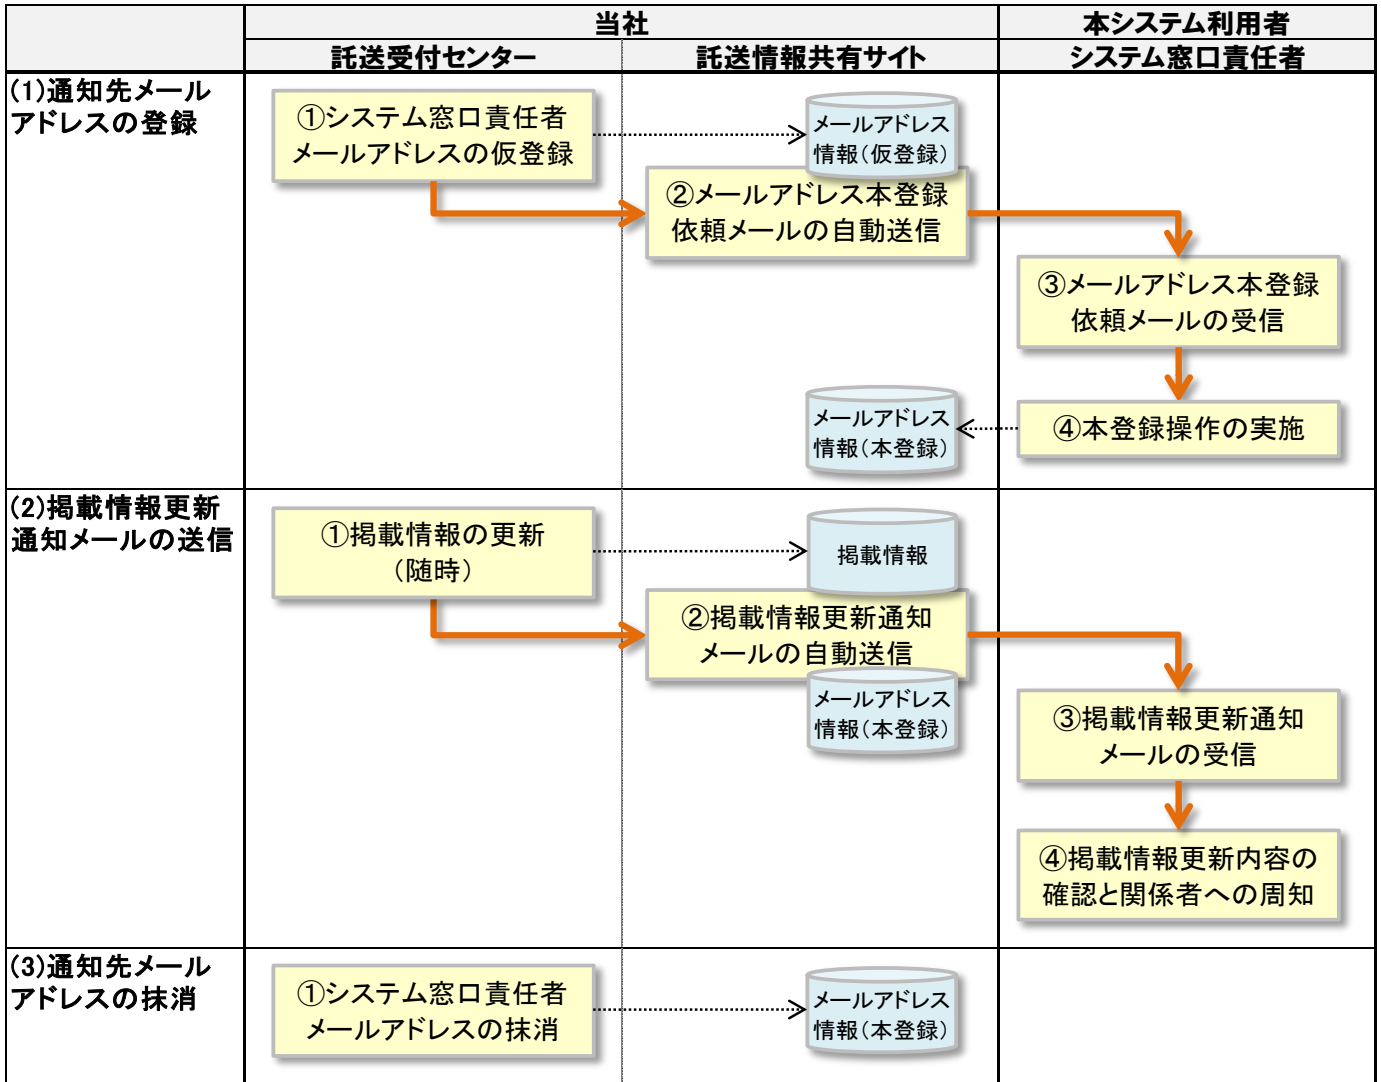 当社
本システム利用者
託送受付センター
託送情報共有サイト
システム窓口責任者
(1)通知先メール
アドレスの登録
①システム窓口責任者
メールアドレスの仮登録
メールアドレス
情報(仮登録)
②メールアドレス本登録
依頼メールの自動送信
③メールアドレス本登録
依頼メールの受信
メールアドレス
情報(本登録)
④本登録操作の実施
(2)掲載情報更新
通知メールの送信
①掲載情報の更新
(随時)
掲載情報
②掲載情報更新通知
メールの自動送信
メールアドレス
情報(本登録)
③掲載情報更新通知
メールの受信
④掲載情報更新内容の
確認と関係者への周知
(3)通知先メール
アドレスの抹消
①システム窓口責任者
メールアドレスの抹消
メールアドレス
情報(本登録)